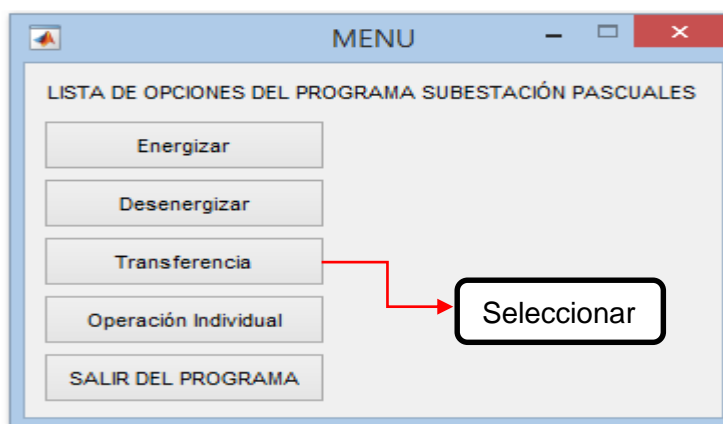 MENU
LISTA DE OPCIONES DEL PROGRAMA SUBESTACIÓN PASCUALES
Energizar
Desenergizar
Transferencia
Seleccionar
Operación Individual
SALIR DEL PROGRAMA